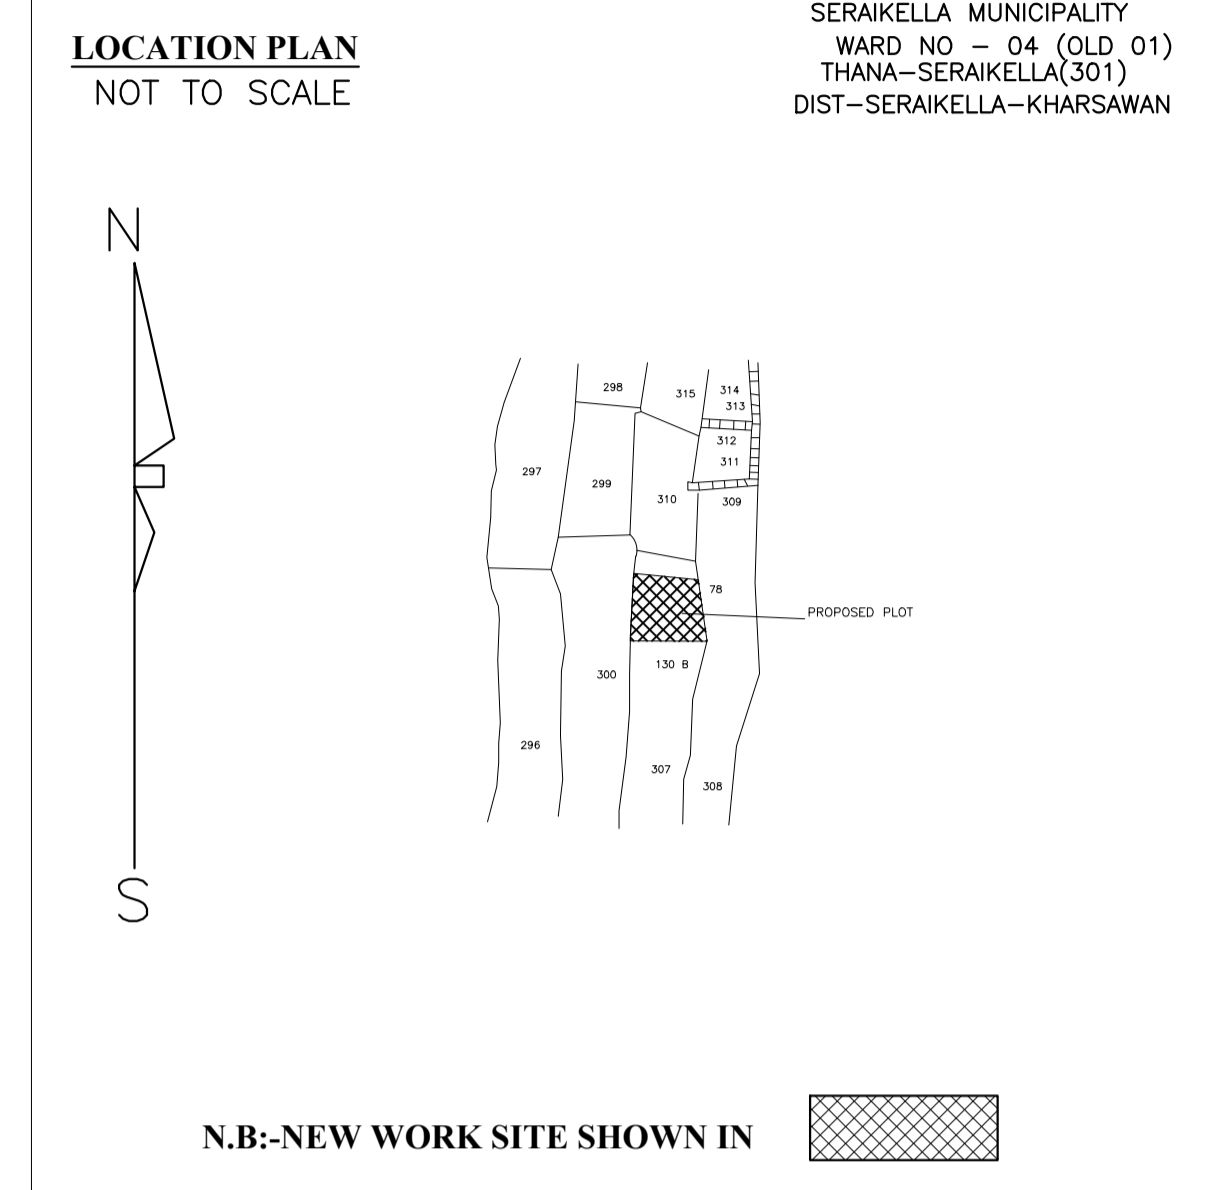 LOCATION PLAN
NOT TO SCALE
SERAIKELLA MUNICIPALITY
WARD NO - 04 (OLD 01)
THANA-SERAIKELLA(301)
DIST-SERAIKELLA-KHARSAWAN
N
298
315
314
313
312
311
297
299
310
309
78
PROPOSED PLOT
130 B
300
296
307
308
S
N.B:-NEW WORK SITE SHOWN IN